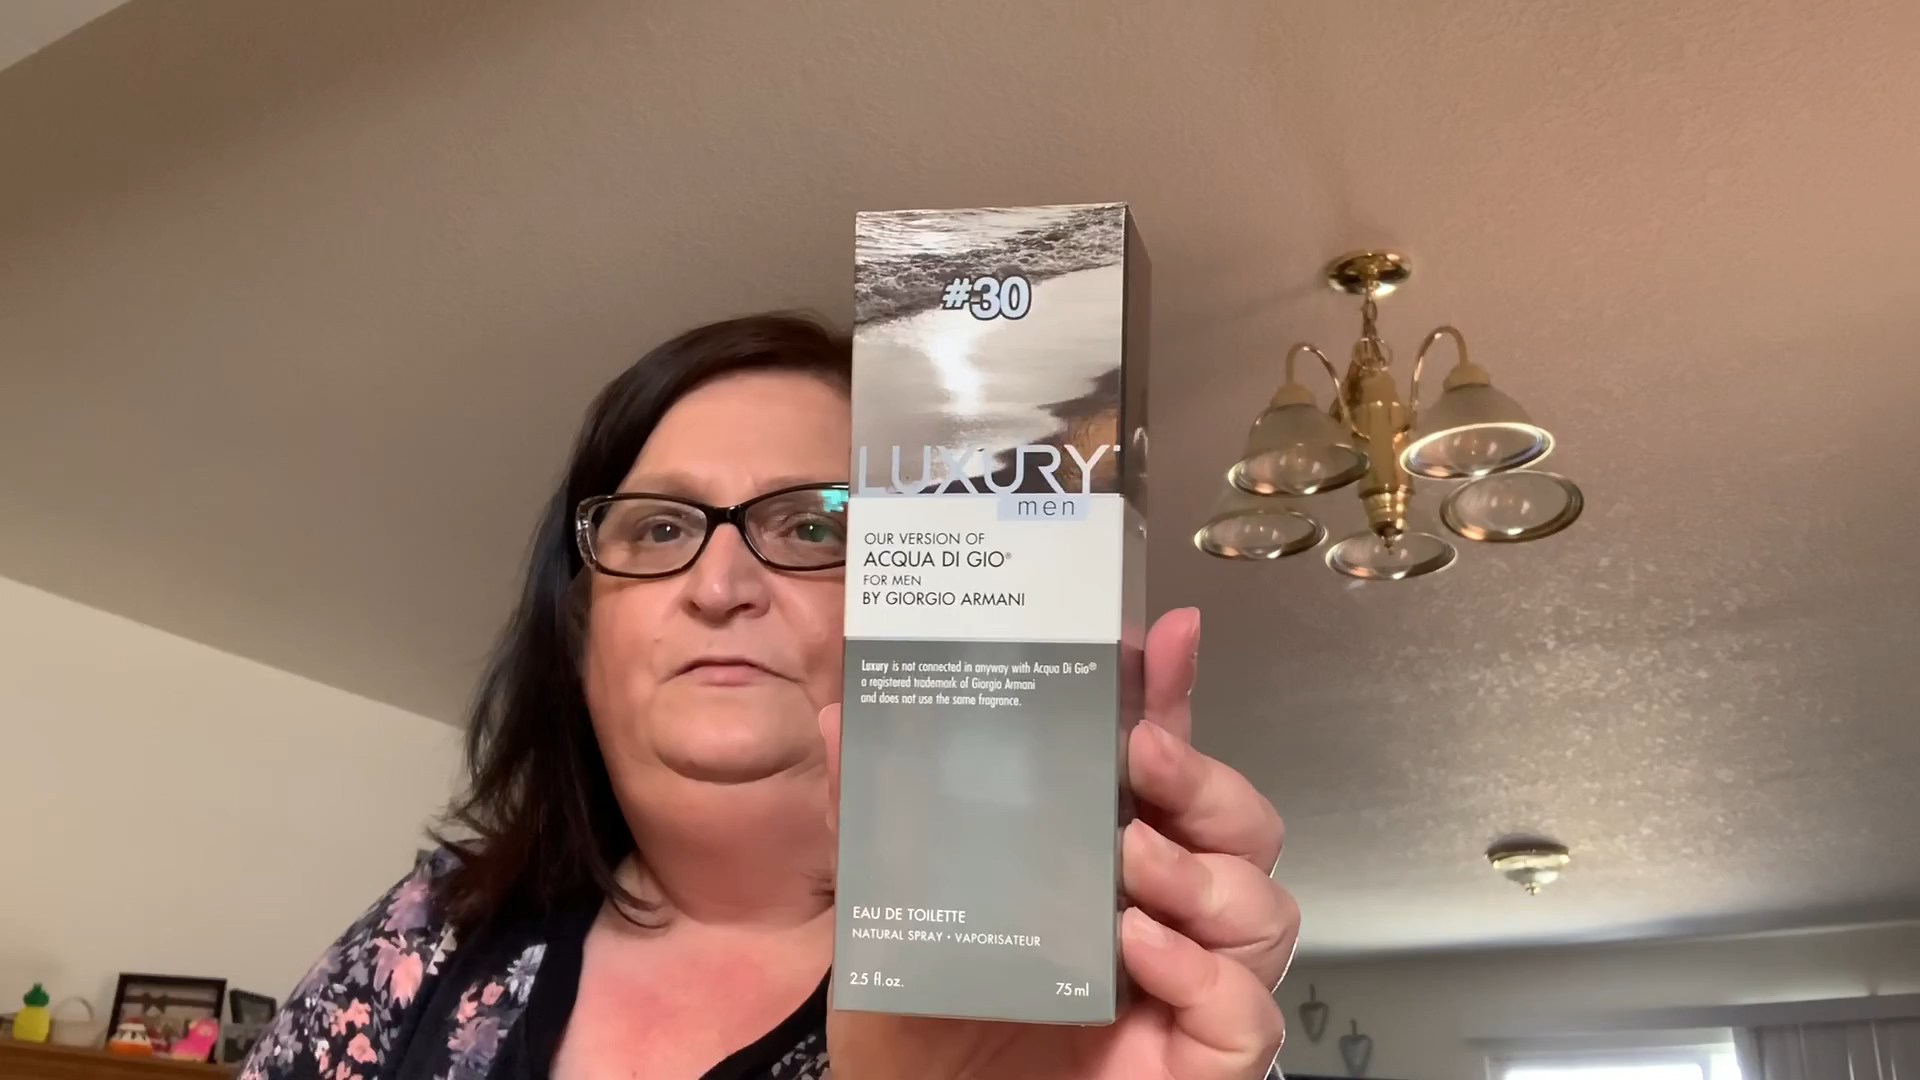 #30
LUXURY
men
OUR VERSION OF
ACQUA DI GIO®
FOR MEN
BY GIORGIO ARMANI
Luxury is not connected in anyway with Acqua Di Gio®
a registered trademark of Giorgio Armani
and does not use the same fragrance.
EAU DE TOILETTE
NATURAL SPRAY • VAPORISATEUR
2.5 fl.oz. 75 ml